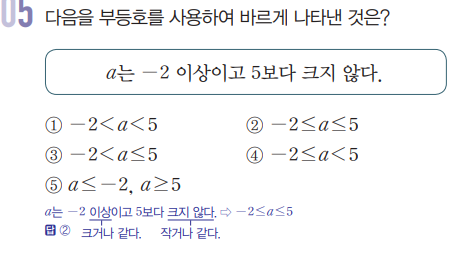 05 다음을 부등호를 사용하여 바르게 나타낸 것은?
a는 −2 이상이고 5보다 크지 않다.
① −2<a<5 ② −2≤a≤5
③ −2<a≤5 ④ −2≤a<5
⑤ a≤−2, a≥5
a는 −2 이상이고 5보다 크지 않다. ⇨ −2≤a≤5
답 ② 크거나 같다. 작거나 같다.